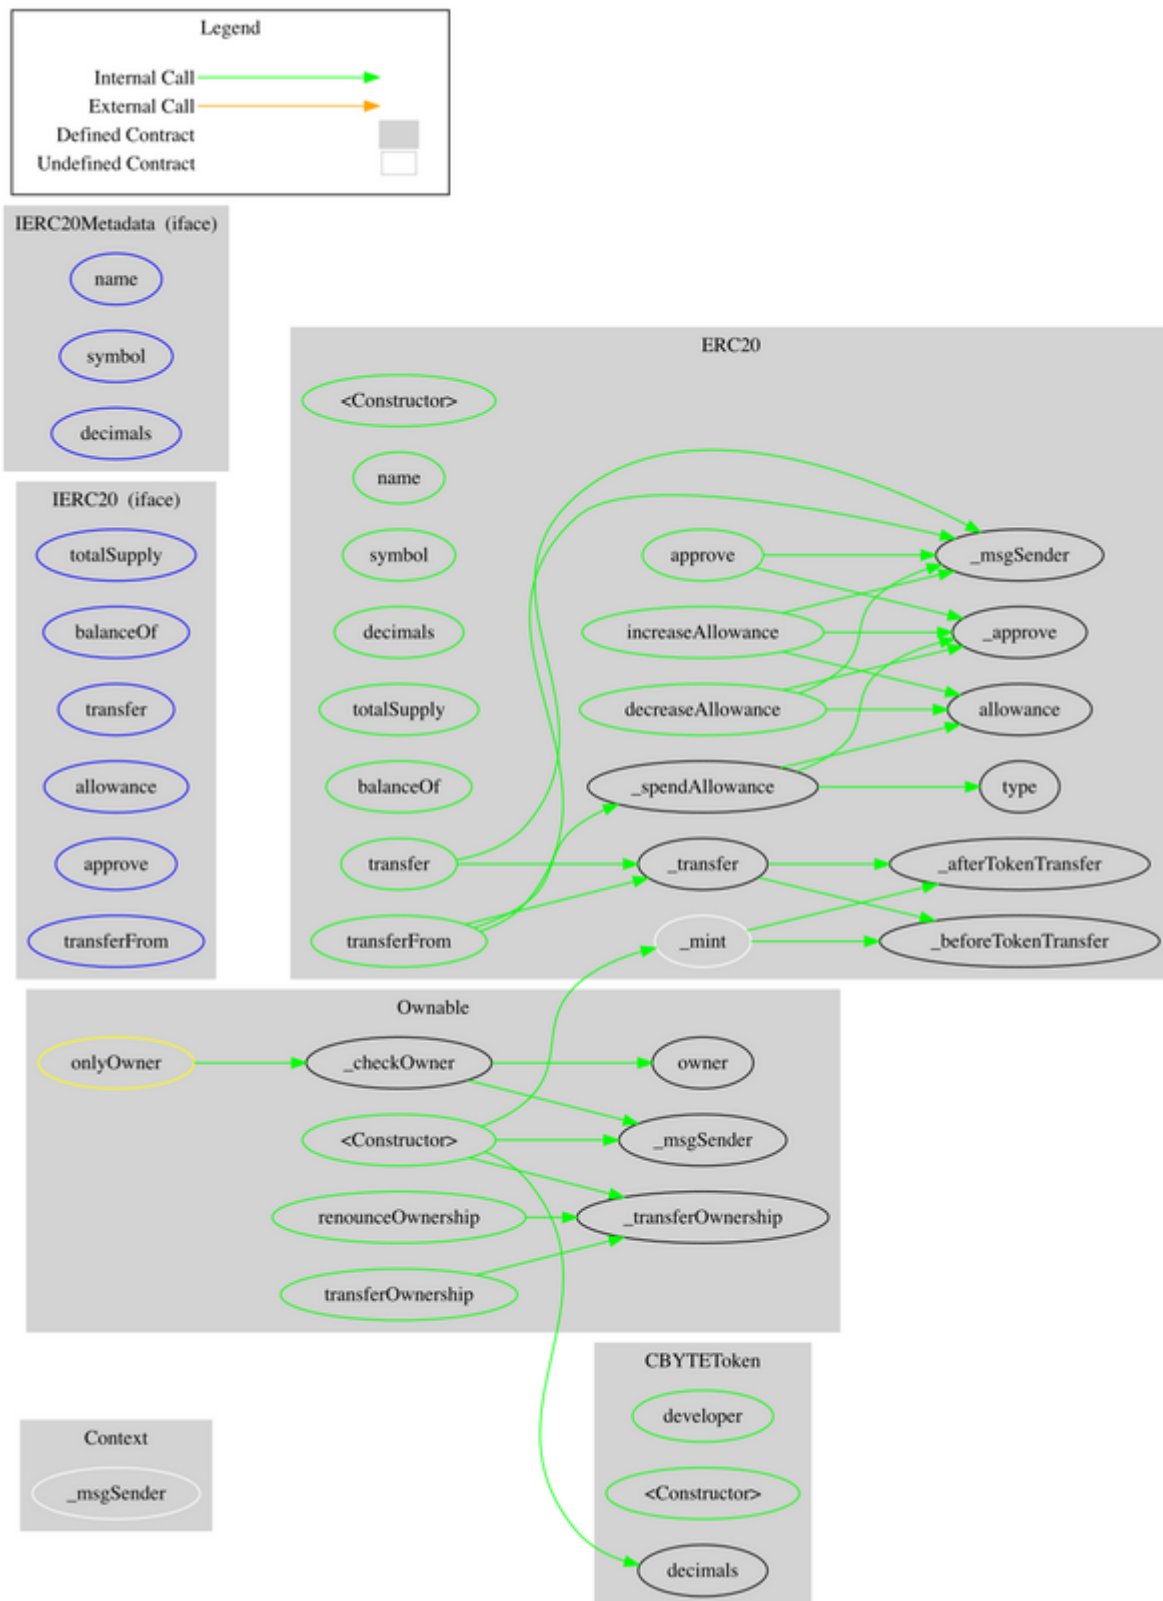 Legend
Internal Call
External Call
Defined Contract
Undefined Contract
IERC20Metadata (iface)
name
symbol
decimals
IERC20 (iface)
totalSupply
balanceOf
transfer
allowance
approve
transferFrom
ERC20
<Constructor>
name
symbol
decimals
totalSupply
balanceOf
transfer
transferFrom
approve
increaseAllowance
decreaseAllowance
_spendAllowance
_transfer
_mint
_msgSender
_approve
allowance
type
_afterTokenTransfer
_beforeTokenTransfer
Ownable
onlyOwner
_checkOwner
<Constructor>
renounceOwnership
transferOwnership
owner
_msgSender
_transferOwnership
CBYTEToken
developer
<Constructor>
decimals
Context
_msgSender